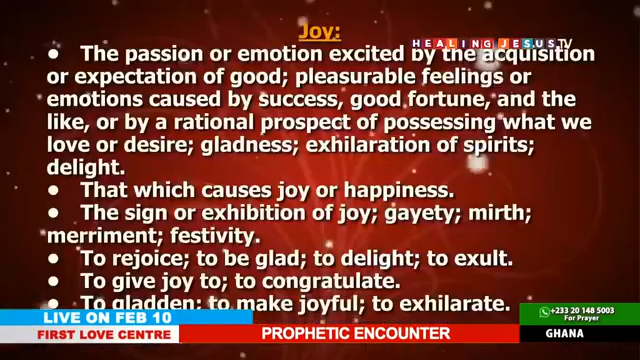 Joy:
HEALING JESUS TV
• The passion or emotion excited by the acquisition
or expectation of good; pleasurable feelings or
emotions caused by success, good fortune, and the
like, or by a rational prospect of possessing what we
love or desire; gladness; exhilaration of spirits;
delight.
• That which causes joy or happiness.
• The sign or exhibition of joy; gayety; mirth;
merriment; festivity.
• To rejoice; to be glad; to delight; to exult.
• To give joy to; to congratulate.
• To gladden; to make joyful; to exhilarate.
LIVE ON FEB 10
FIRST LOVE CENTRE
PROPHETIC ENCOUNTER
+233 20 148 5003
For Prayer
GHANA